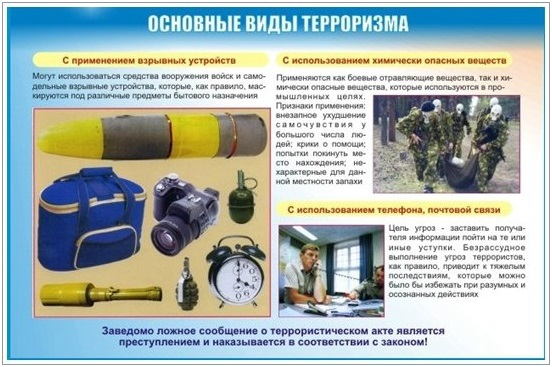 ОСНОВНЫЕ ВИДЫ ТЕРРОРИЗМА
С применением взрывных устройств
Могут использоваться средства вооружения войск и само-
дельные взрывные устройства, которые, как правило, мас-
кируются под различные предметы бытового назначения
С использованием химически опасных веществ
Применяются как боевые отравляющие вещества, так и хи-
мически опасные вещества, которые используются в про-
мышленных целях.
Признаки применения:
внезапное ухудшение
самочувствия у
большого числа лю-
дей; крики о помощи;
попытки покинуть ме-
сто нахождения; не-
характерные для дан-
ной местности запахи
С использованием телефона, почтовой связи
Цель угроз - заставить получа-
теля информации пойти на те или
иные уступки. Безрассудное
выполнение угроз террористов,
как правило, приводит к тяжелым
последствиям, которые можно
было бы избежать при разумных и
осознанных действиях
Заведомо ложное сообщение о террористическом акте является
преступлением и наказывается в соответствии с законом!